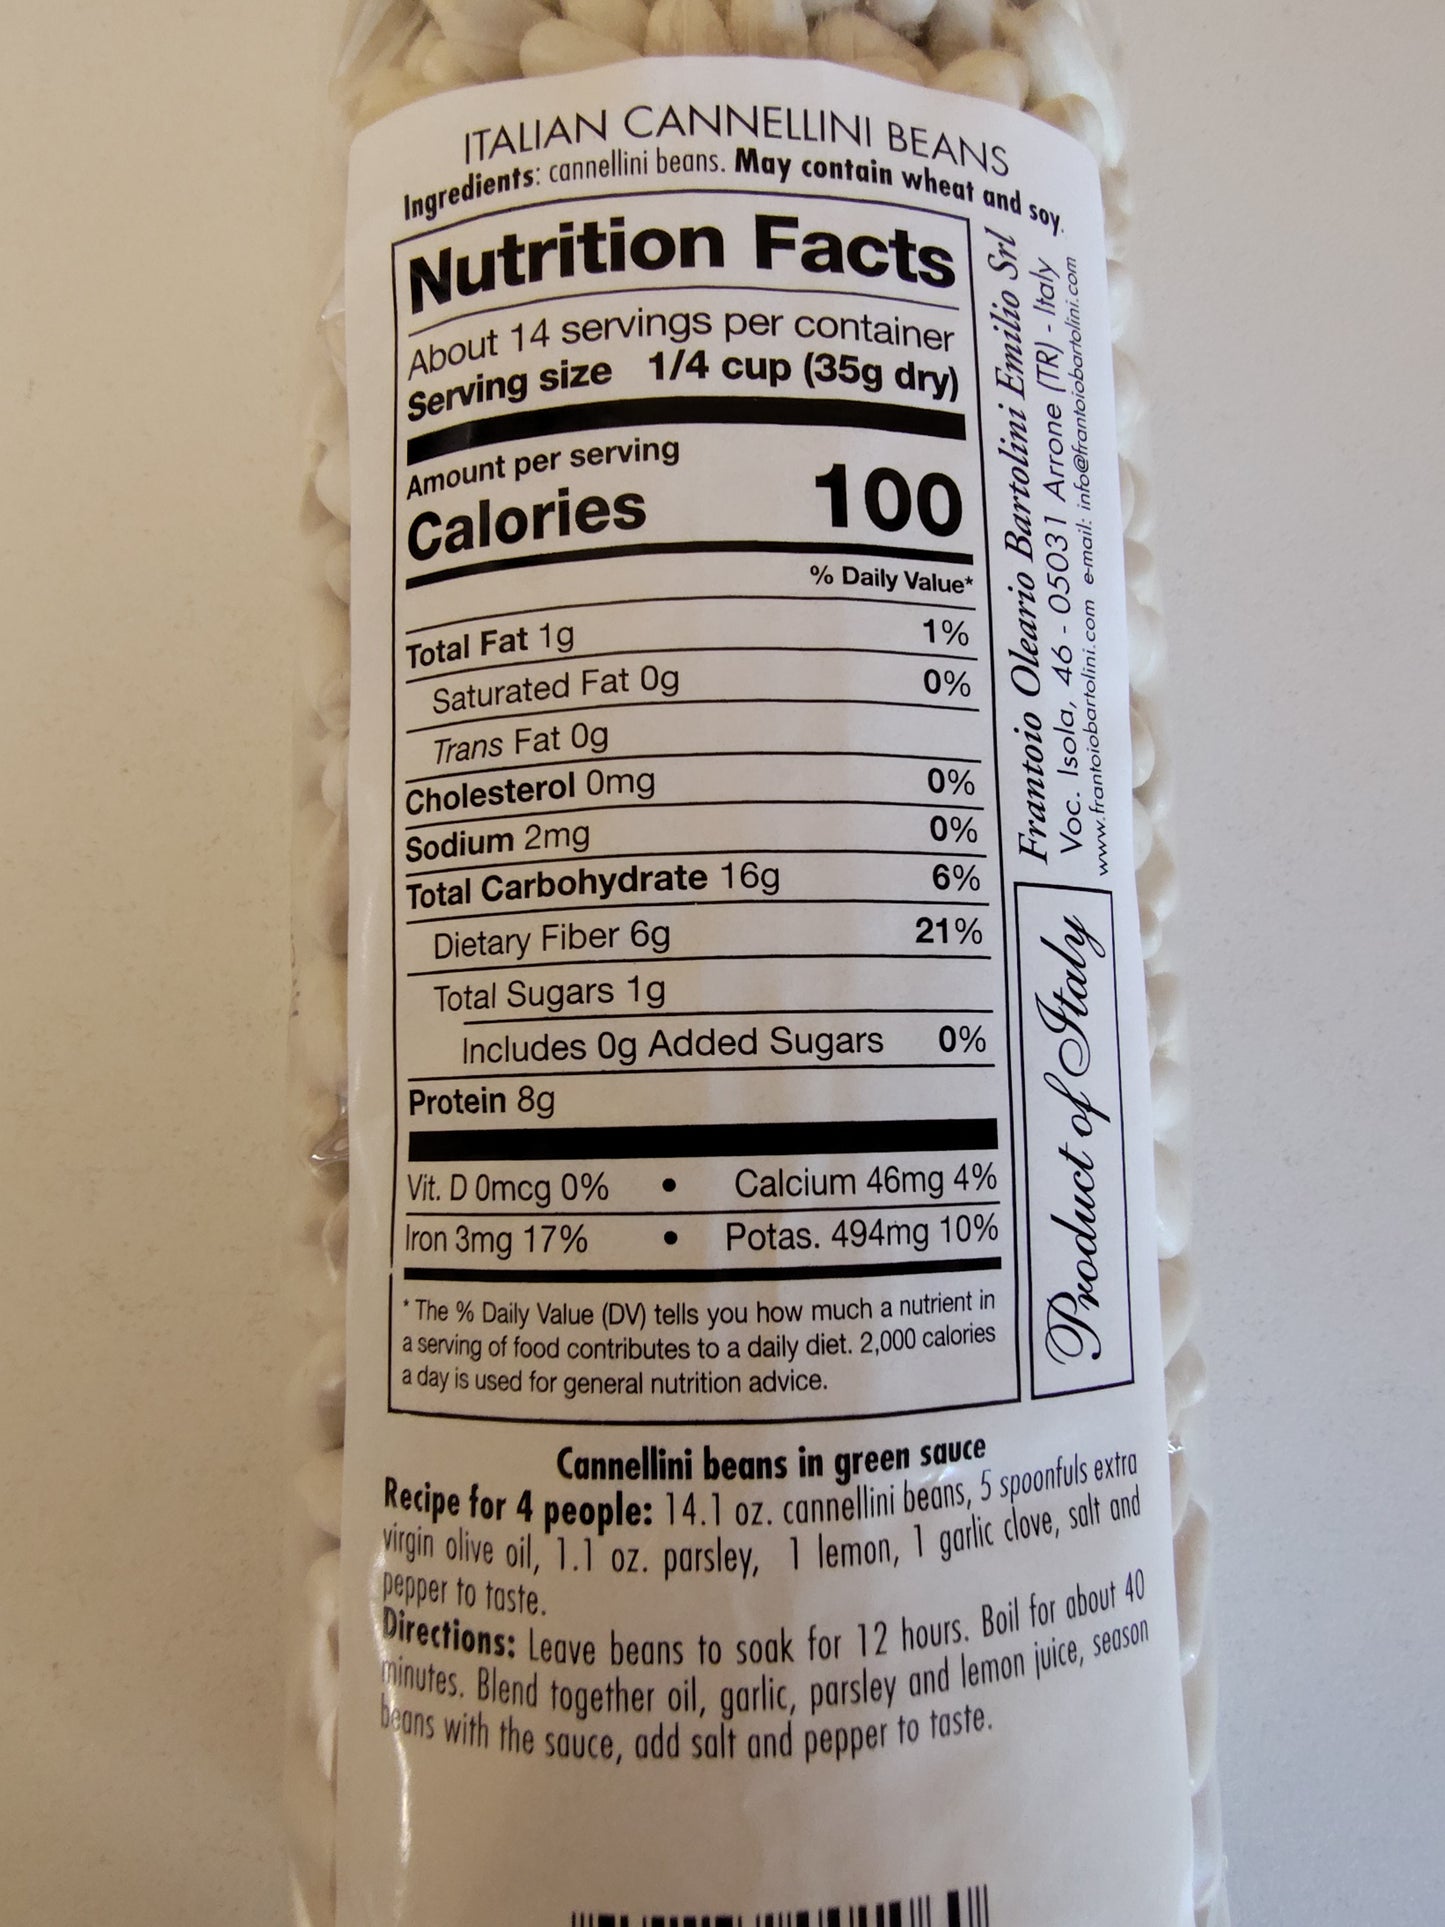 ITALIAN CANNELLINI BEANS
Ingredients: cannellini beans. May contain wheat and soy.
Nutrition Facts
About 14 servings per container
Serving size 1/4 cup (35g dry)
Amount per serving
Calories 100
% Daily Value*
Total Fat 1g 1%
Saturated Fat 0g 0%
Trans Fat 0g
Cholesterol 0mg 0%
Sodium 2mg 0%
Total Carbohydrate 16g 6%
Dietary Fiber 6g 21%
Total Sugars 1g
Includes 0g Added Sugars 0%
Protein 8g
Vit. D 0mcg 0% • Calcium 46mg 4%
Iron 3mg 17% • Potas. 494mg 10%
* The % Daily Value (DV) tells you how much a nutrient in
a serving of food contributes to a daily diet. 2,000 calories
a day is used for general nutrition advice.
Frantoio Oleario Bartolini Emilio Srl
Voc. Isola, 46 - 05031 Arrone (TR) - Italy
www.frantoiobartolini.com e-mail: info@frantoiobartolini.com
Product of Italy
Cannellini beans in green sauce
Recipe for 4 people: 14.1 oz. cannellini beans, 5 spoonfuls extra
virgin olive oil, 1.1 oz. parsley, 1 lemon, 1 garlic clove, salt and
pepper to taste.
Directions: Leave beans to soak for 12 hours. Boil for about 40
minutes. Blend together oil, garlic, parsley and lemon juice, season
beans with the sauce, add salt and pepper to taste.